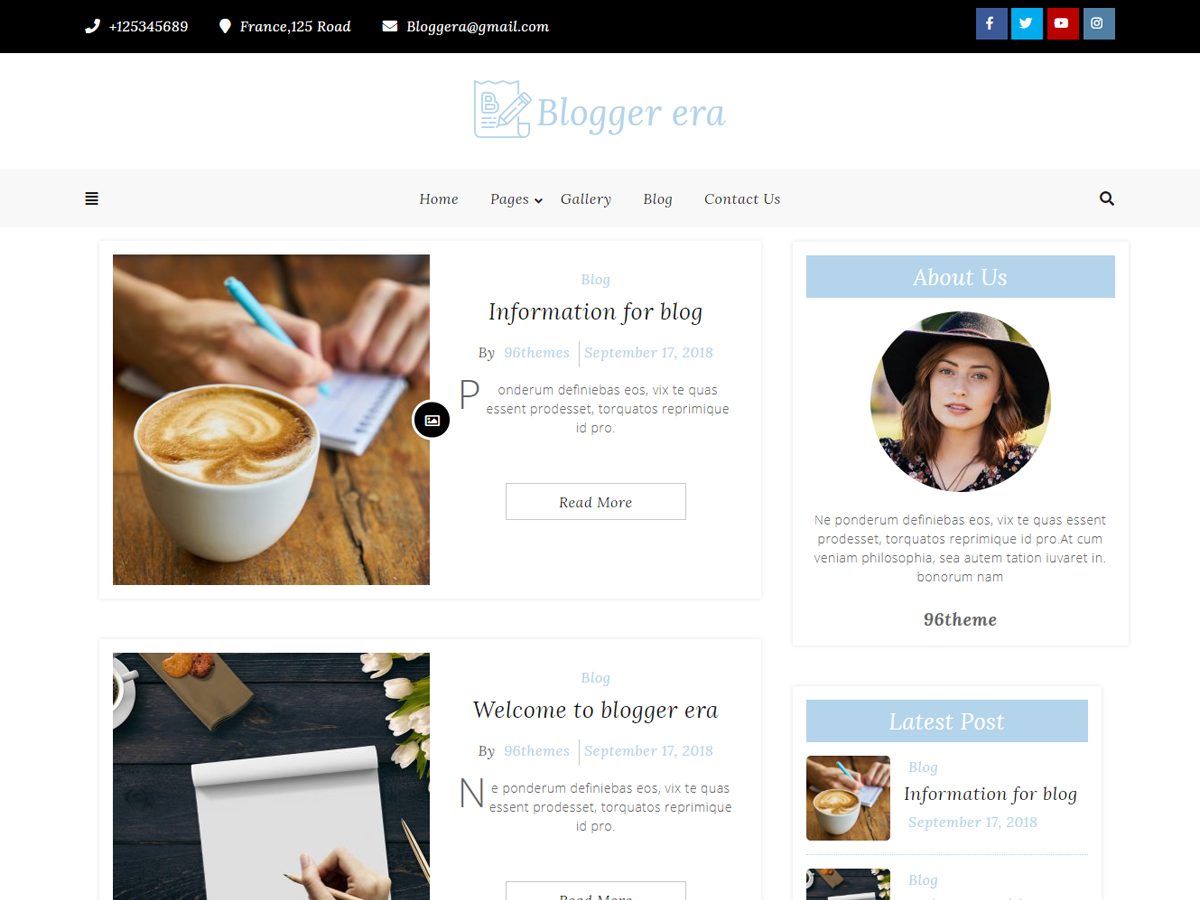 +125345689 France,125 Road Bloggera@gmail.com
B Blogger era
Home Pages Gallery Blog Contact Us
Blog
Information for blog
By 96themes September 17, 2018
Ponderum definiebas eos, vix te quas
essent prodesset, torquatos reprimique
id pro.
Read More
Blog
Welcome to blogger era
By 96themes September 17, 2018
Ne ponderum definiebas eos, vix te quas
essent prodesset, torquatos reprimique
id pro.
Read More
About Us
Ne ponderum definiebas eos, vix te quas essent
prodesset, torquatos reprimique id pro.At cum
veniam philosophia, sea autem tation iuvaret in.
bonorum nam
96theme
Latest Post
Blog
Information for blog
September 17, 2018
Blog